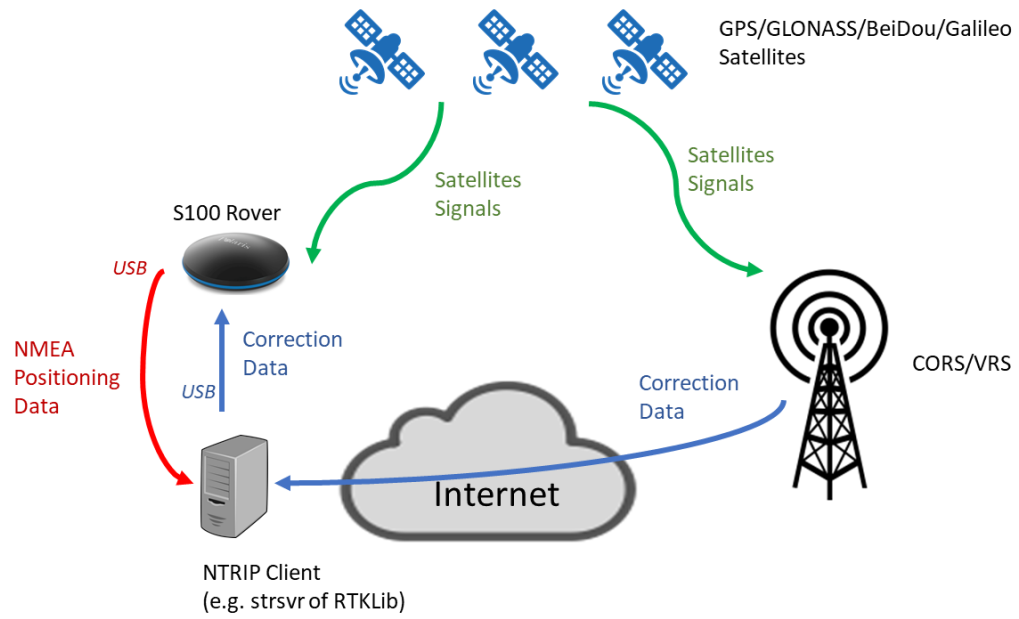 GPS/GLONASS/BeiDou/Galileo
Satellites
Satellites
Signals
Satellites
Signals
S100 Rover
USB
NMEA
Positioning
Data
Correction
Data
USB
Correction
Data
CORS/VRS
Internet
NTRIP Client
(e.g. strsvr of RTKLib)